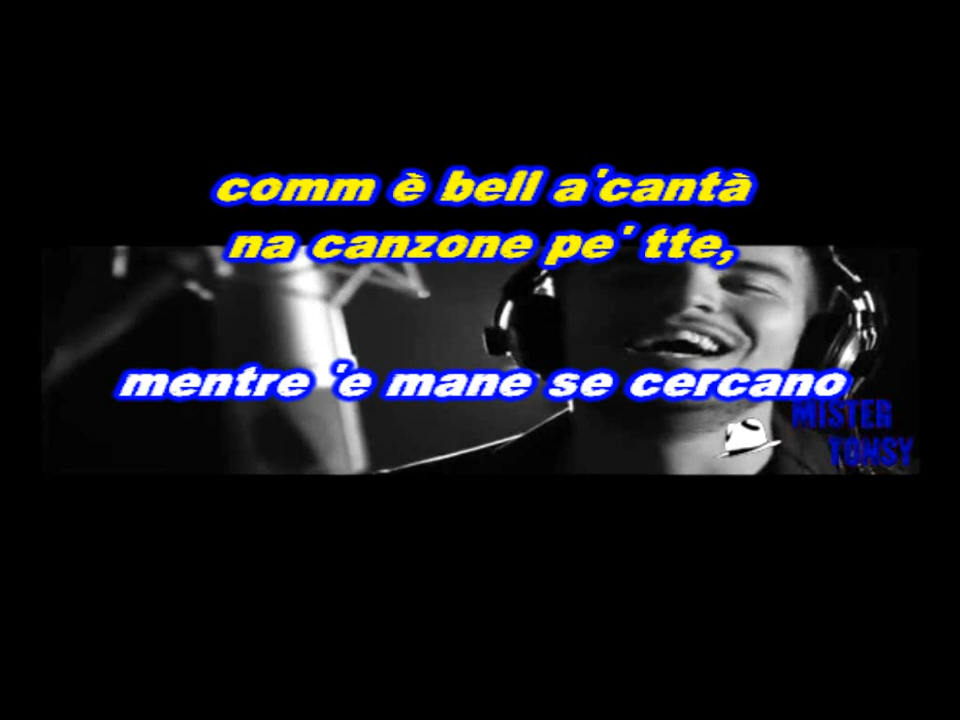 comm è bell a'cantà
na canzone pe' tte,
mentre 'e mane se cercano
MISTER
TONSY